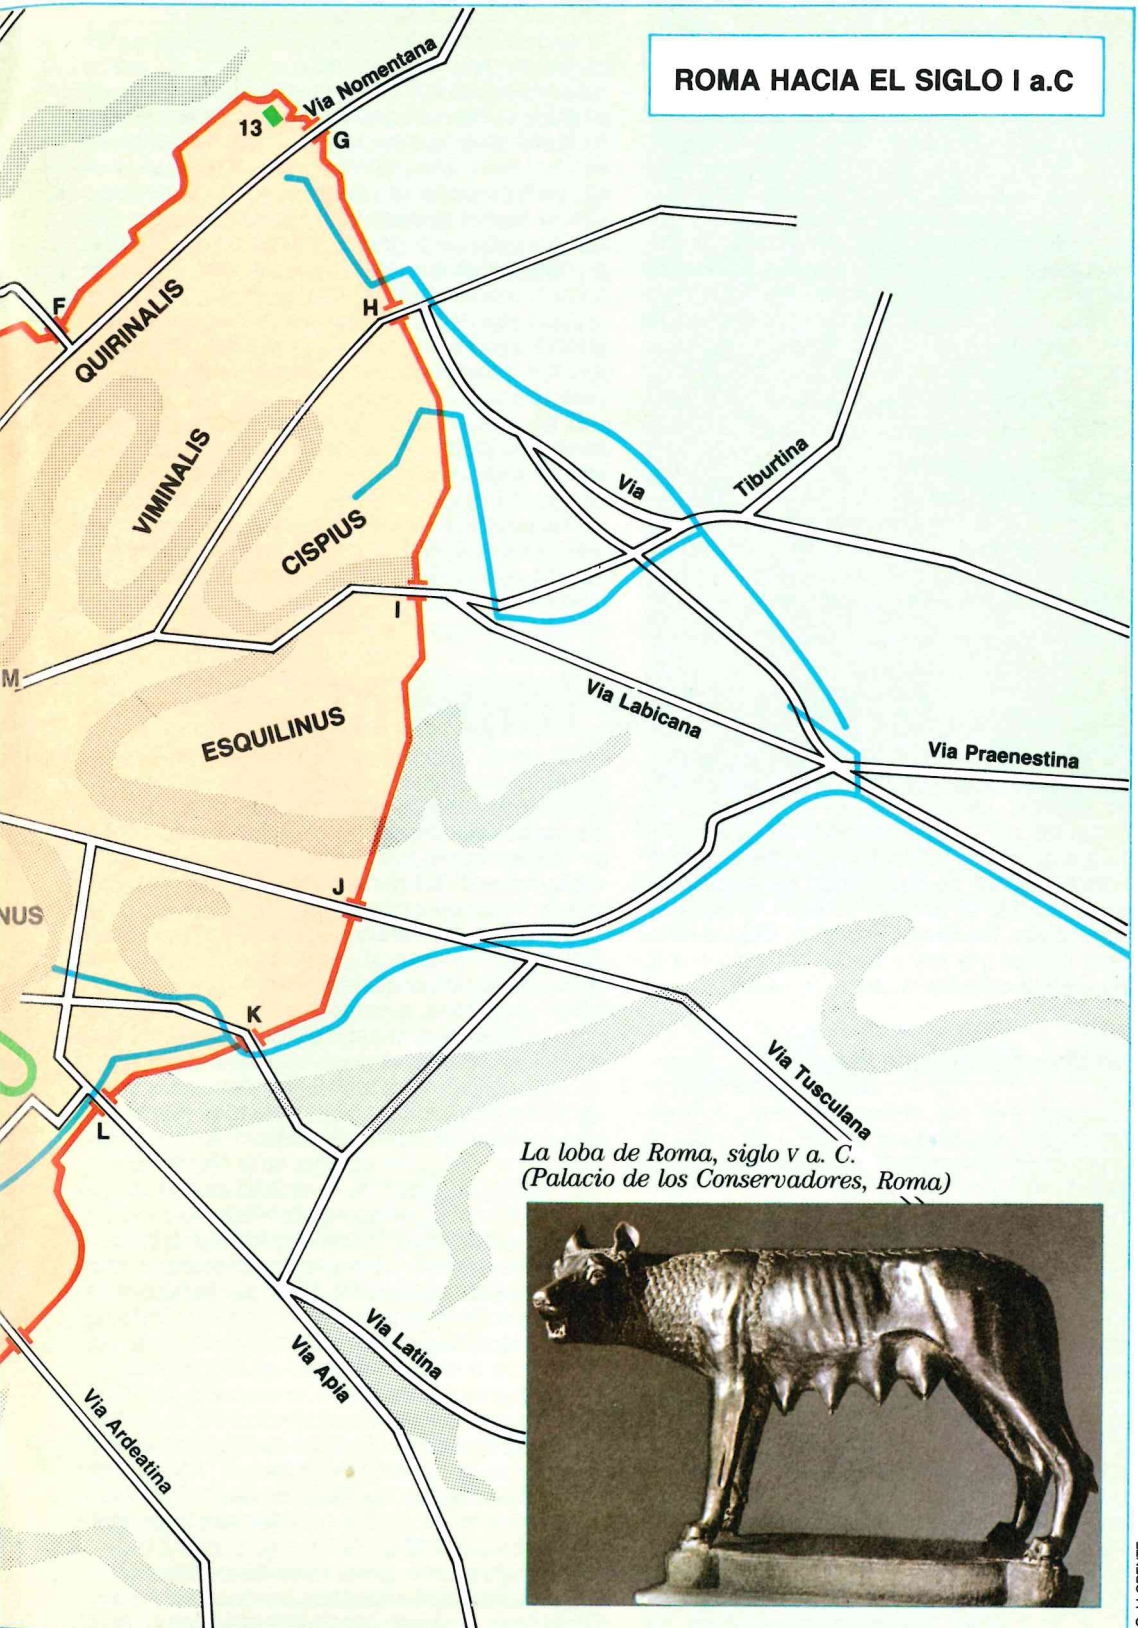 ROMA HACIA EL SIGLO I a.C
Via Nomentana
13
G
F
H
QUIRINALIS
VIMINALIS
CISPIUS
Via
Tiburtina
I
M
ESQUILINUS
Via Labicana
Via Praenestina
J
NUS
K
L
Via Tusculana
La loba de Roma, siglo V a. C.
(Palacio de los Conservadores, Roma)
Via Latina
Via Apia
Via Ardeatina